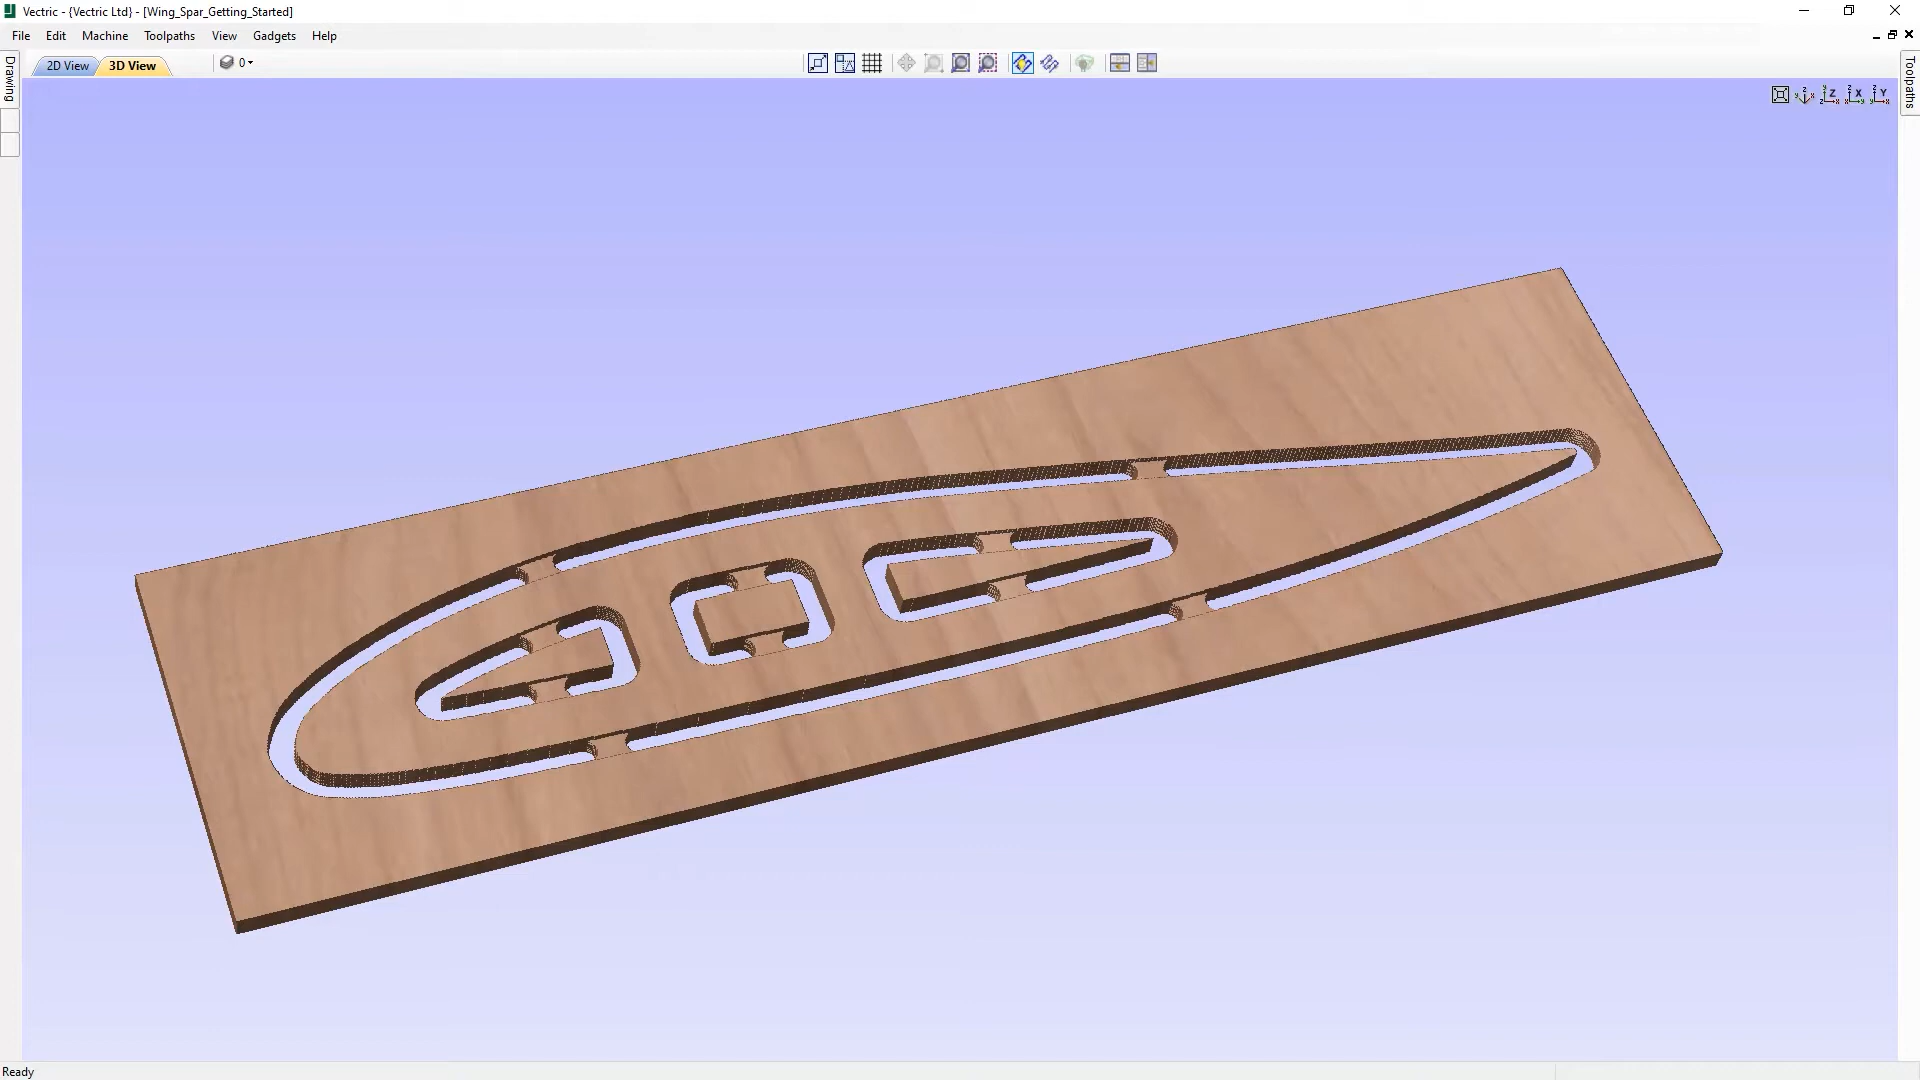 Vectric - {Vectric Ltd} - [Wing_Spar_Getting_Started]
File Edit Machine Toolpaths View Gadgets Help
2D View 3D View 0
Drawing
Toolpaths
Z X Y
Ready